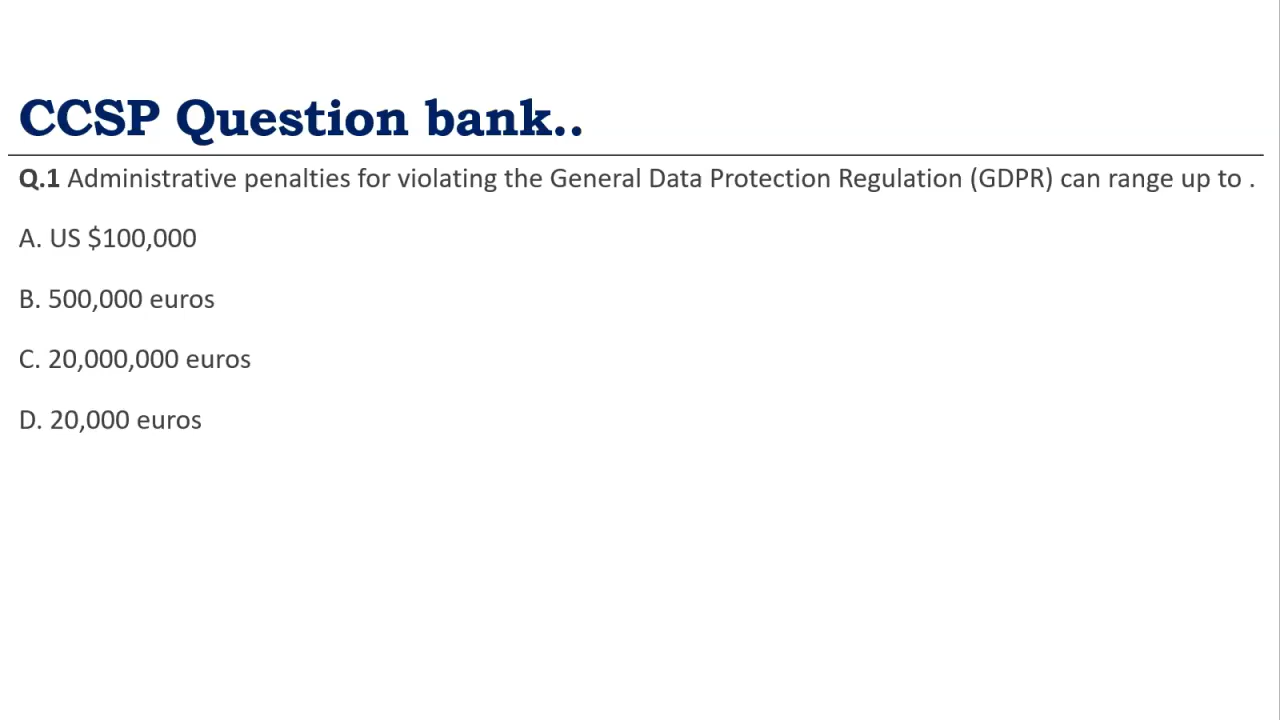 CCSP Question bank..
Q.1 Administrative penalties for violating the General Data Protection Regulation (GDPR) can range up to .
A. US $100,000
B. 500,000 euros
C. 20,000,000 euros
D. 20,000 euros